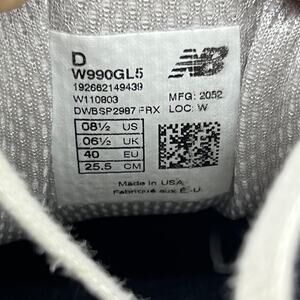 D
W990GL5
192662149439
W110803 MFG: 2052
DWBSP2987 FRX LOC: W
08½ US
06½ UK
40 EU
25.5 CM
Made in USA
Fabriqué aux É-U
NB